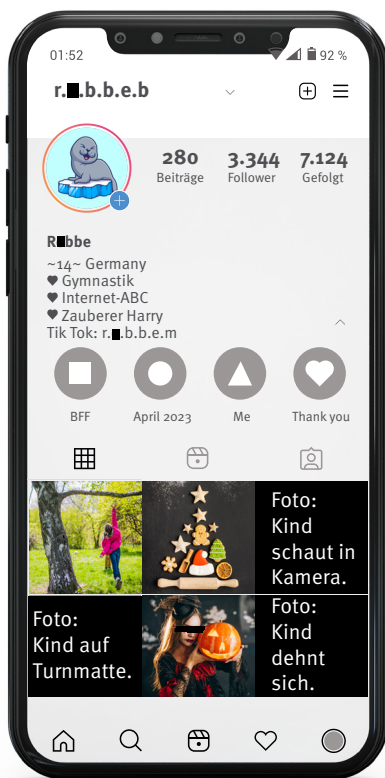 01:52 92 %
r. .b.b.e.b
280 3.344 7.124
Beiträge Follower Gefolgt
R bbe
~14~ Germany
♥ Gymnastik
♥ Internet-ABC
♥ Zauberer Harry
Tik Tok: r. .b.b.e.m
BFF April 2023 Me Thank you
Foto:
Kind
schaut in
Kamera.
Foto:
Kind auf
Turnmatte.
Foto:
Kind
dehnt
sich.